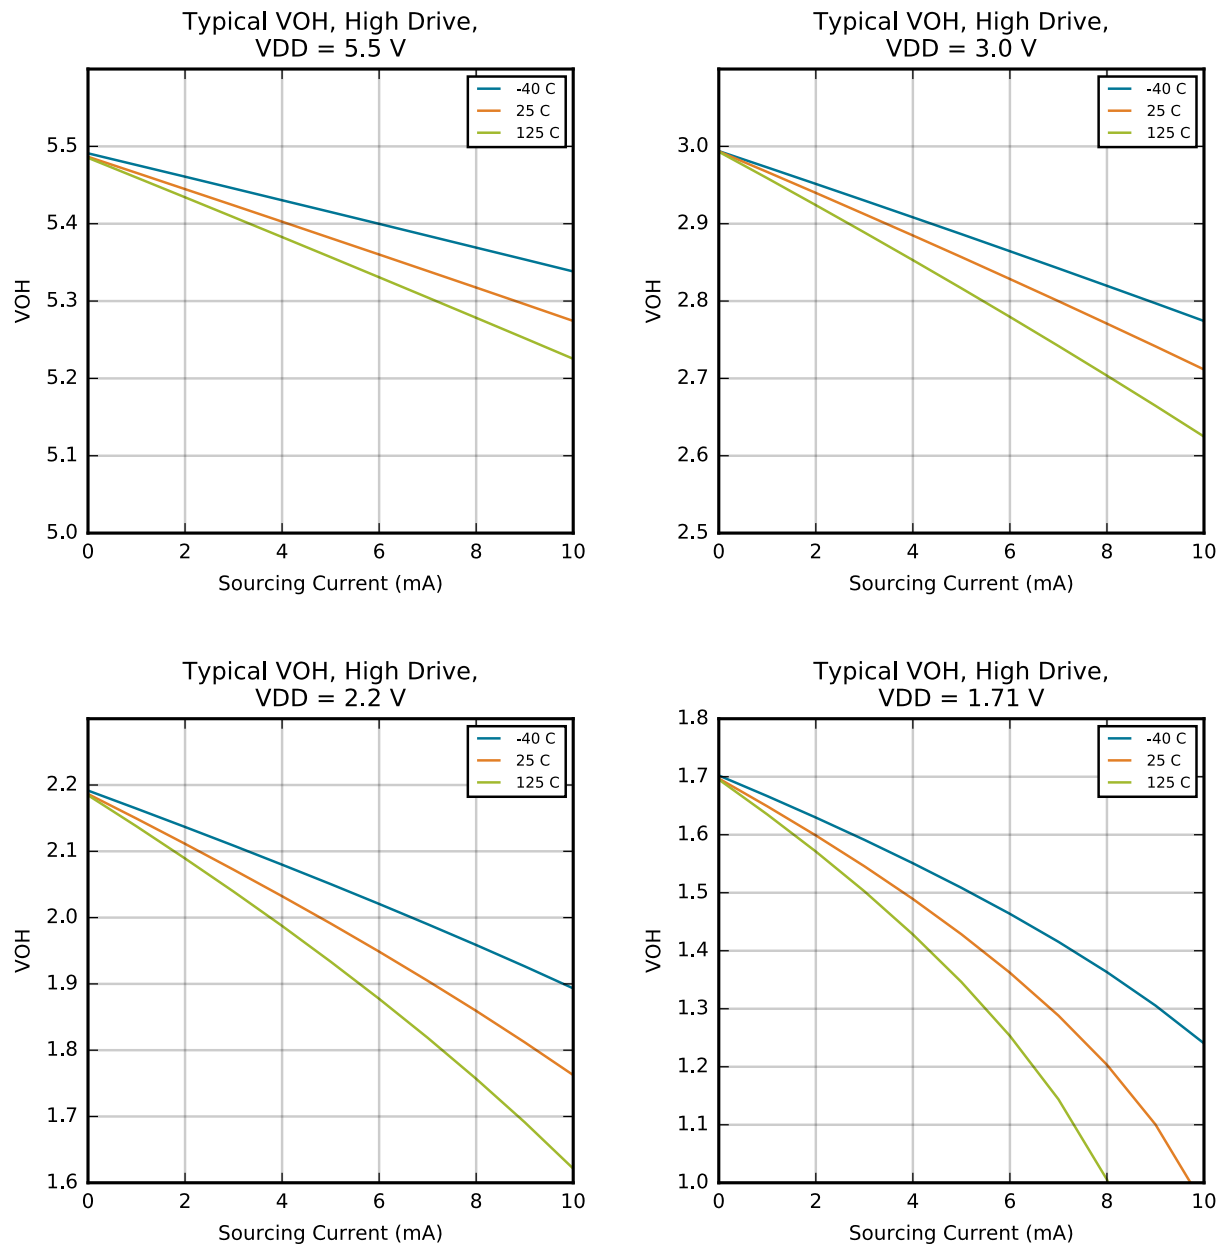 Typical VOH, High Drive,
VDD = 5.5 V
-40 C
25 C
125 C
5.5
5.4
5.3
5.2
5.1
5.0
VOH
0 2 4 6 8 10
Sourcing Current (mA)
Typical VOH, High Drive,
VDD = 3.0 V
-40 C
25 C
125 C
3.0
2.9
2.8
2.7
2.6
2.5
VOH
0 2 4 6 8 10
Sourcing Current (mA)
Typical VOH, High Drive,
VDD = 2.2 V
-40 C
25 C
125 C
2.2
2.1
2.0
1.9
1.8
1.7
1.6
VOH
0 2 4 6 8 10
Sourcing Current (mA)
Typical VOH, High Drive,
VDD = 1.71 V
-40 C
25 C
125 C
1.8
1.7
1.6
1.5
1.4
1.3
1.2
1.1
1.0
VOH
0 2 4 6 8 10
Sourcing Current (mA)